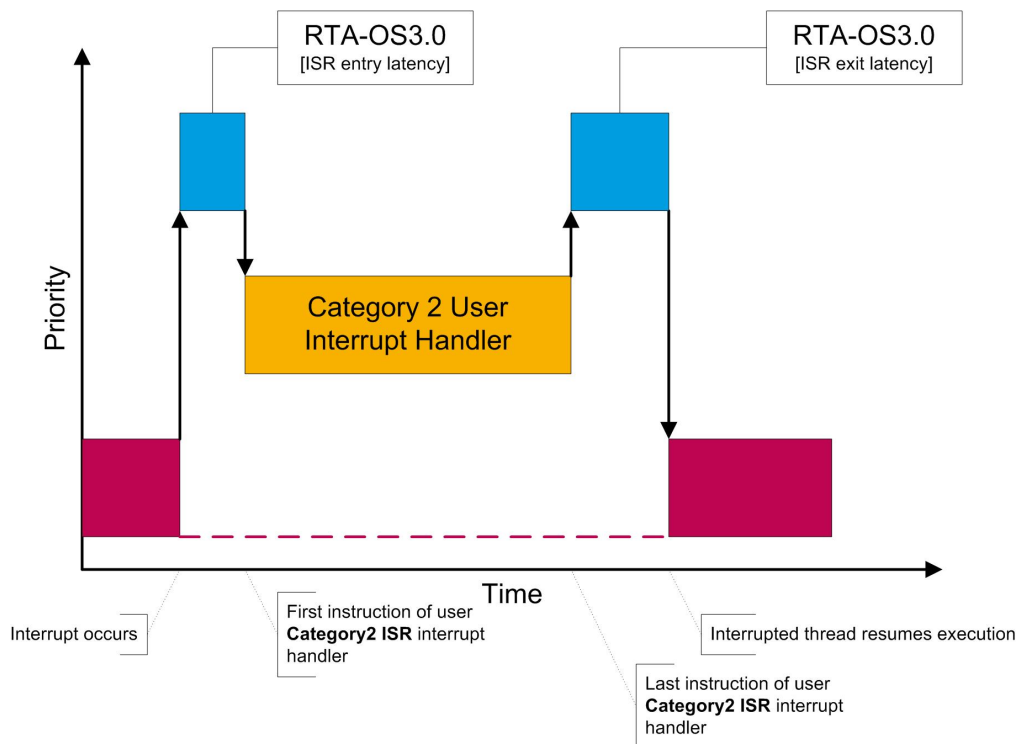 RTA-OS3.0
[ISR entry latency]
RTA-OS3.0
[ISR exit latency]
Priority
Category 2 User
Interrupt Handler
Time
Interrupt occurs
First instruction of user
Category2 ISR interrupt
handler
Interrupted thread resumes execution
Last instruction of user
Category2 ISR interrupt
handler